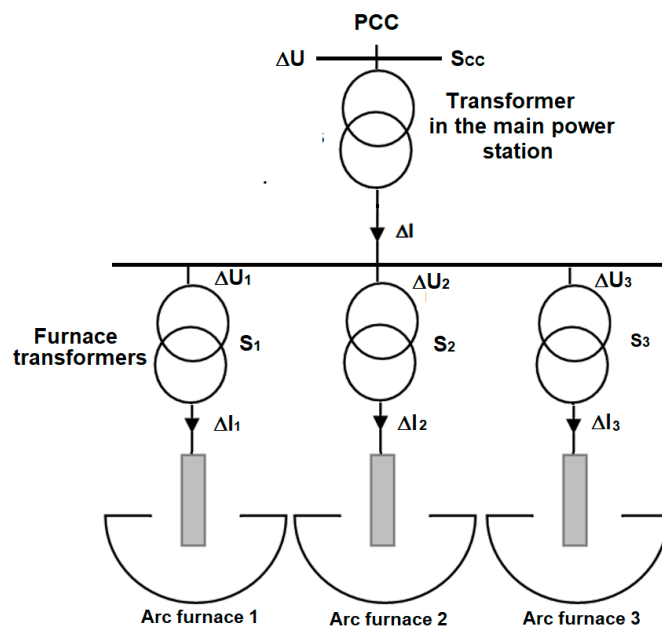 PCC
ΔU
Scc
Transformer
in the main power
station
ΔI
ΔU1
ΔU2
ΔU3
Furnace
transformers
S1
S2
S3
ΔI1
ΔI2
ΔI3
Arc furnace 1
Arc furnace 2
Arc furnace 3